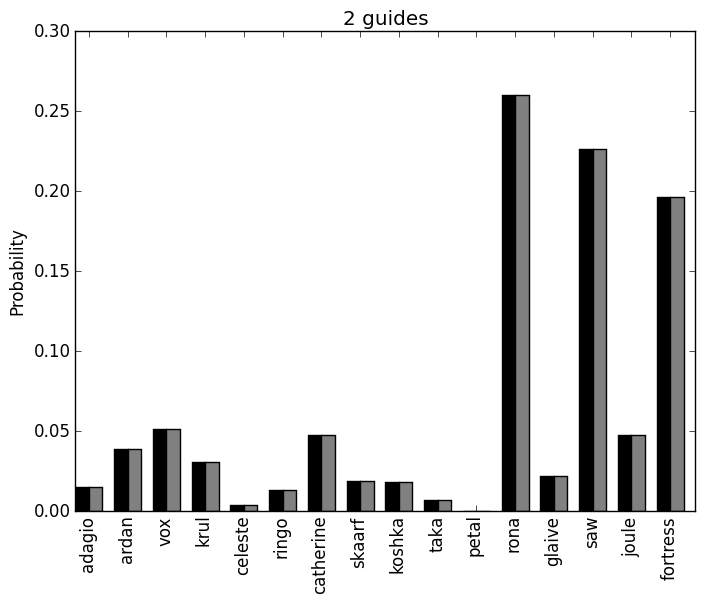 2 guides
0.30
0.25
0.20
0.15
0.10
0.05
0.00
Probability
adagio
ardan
vox
krul
celeste
ringo
catherine
skaarf
koshka
taka
petal
rona
glaive
saw
joule
fortress